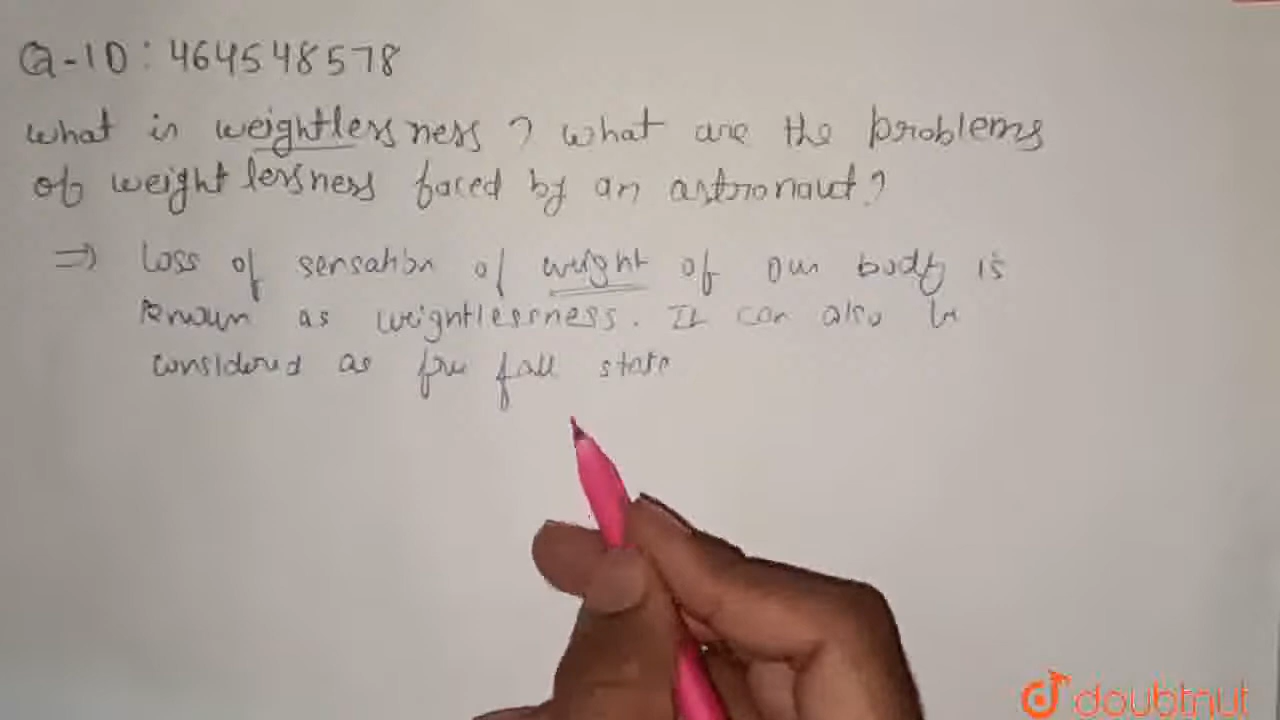 Q-ID: 464548578
What is weightlessness? What are the problems
of weightlessness faced by an astronaut?
⇒ Loss of sensation of weight of our body is
known as weightlessness. It can also be
considered as free fall state
doubtnut